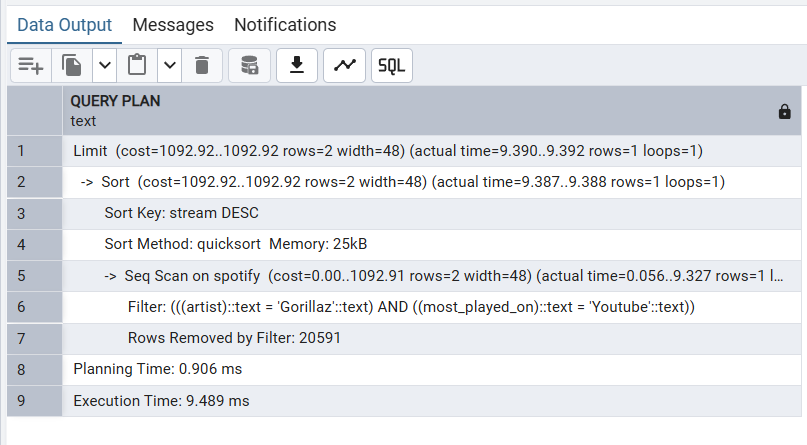 Data Output Messages Notifications
SQL
QUERY PLAN
text
1 Limit (cost=1092.92..1092.92 rows=2 width=48) (actual time=9.390..9.392 rows=1 loops=1)
2 -> Sort (cost=1092.92..1092.92 rows=2 width=48) (actual time=9.387..9.388 rows=1 loops=1)
3 Sort Key: stream DESC
4 Sort Method: quicksort Memory: 25kB
5 -> Seq Scan on spotify (cost=0.00..1092.91 rows=2 width=48) (actual time=0.056..9.327 rows=1 l...
6 Filter: (((artist)::text = 'Gorillaz'::text) AND ((most_played_on)::text = 'Youtube'::text))
7 Rows Removed by Filter: 20591
8 Planning Time: 0.906 ms
9 Execution Time: 9.489 ms